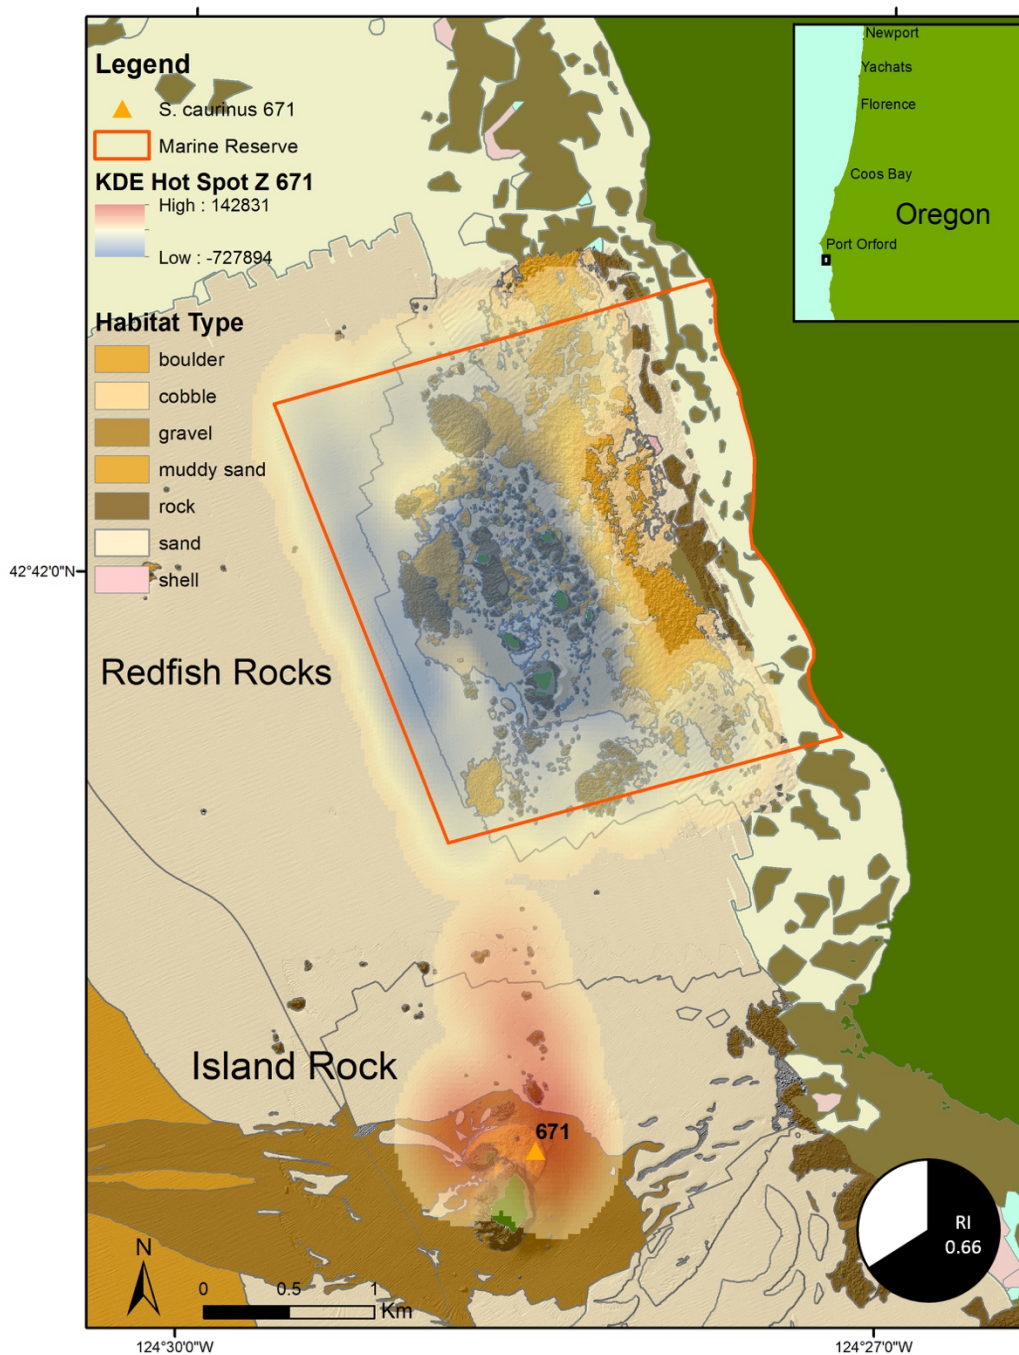 Legend
S. caurinus 671
Marine Reserve
KDE Hot Spot Z 671
High : 142831
Low : -727894
Habitat Type
boulder
cobble
gravel
muddy sand
rock
sand
shell
Newport
Yachats
Florence
Coos Bay
Oregon
Port Orford
42°42'0"N
Redfish Rocks
Island Rock
671
N
0 0.5 1
Km
RI
0.66
124°30'0"W
124°27'0"W